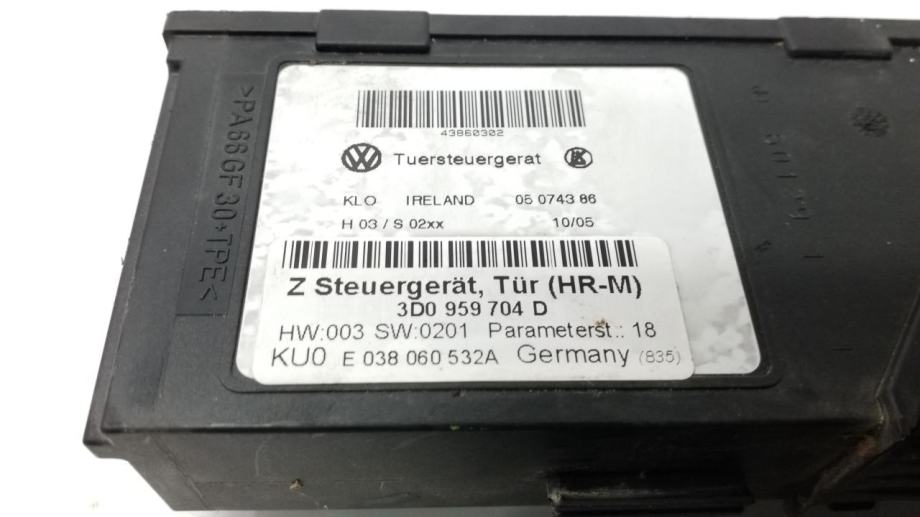 43860302
Tuersteuergerat
KLO IRELAND 05 0743 86
H 03 / S 02xx 10/05
Z Steuergerät, Tür (HR-M)
3D0 959 704 D
HW:003 SW:0201 Parameterst.: 18
KU0 E 038 060 532A Germany (835)
>PA66GF30+TPE<